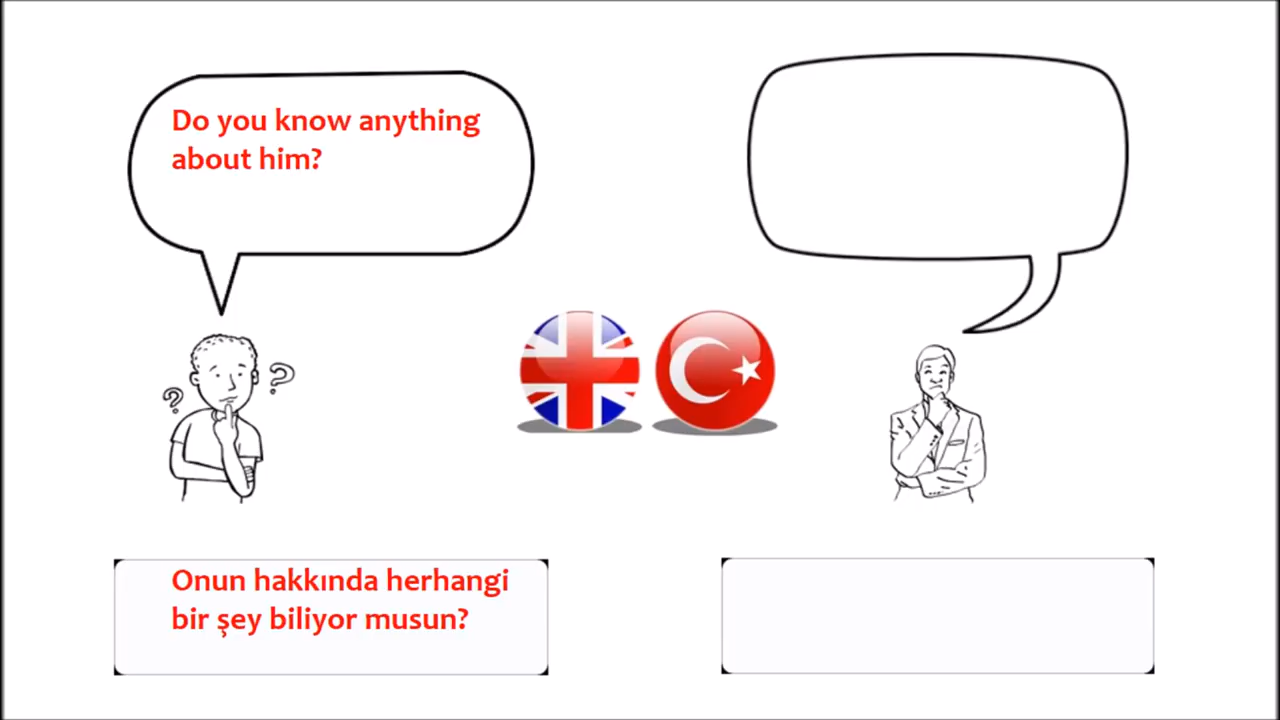 Do you know anything
about him?
Onun hakkında herhangi
bir şey biliyor musun?